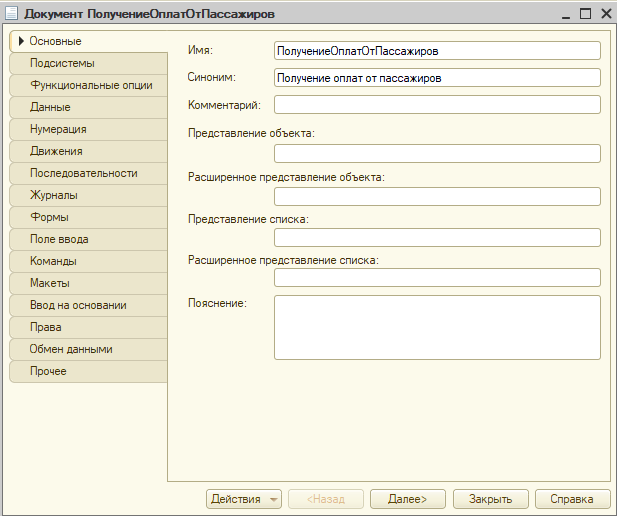 Документ ПолучениеОплатОтПассажиров
Основные
Подсистемы
Функциональные опции
Данные
Нумерация
Движения
Последовательности
Журналы
Формы
Поле ввода
Команды
Макеты
Ввод на основании
Права
Обмен данными
Прочее
Имя: ПолучениеОплатОтПассажиров
Синоним: Получение оплат от пассажиров
Комментарий:
Представление объекта:
Расширенное представление объекта:
Представление списка:
Расширенное представление списка:
Пояснение:
Действия <Назад Далее> Закрыть Справка